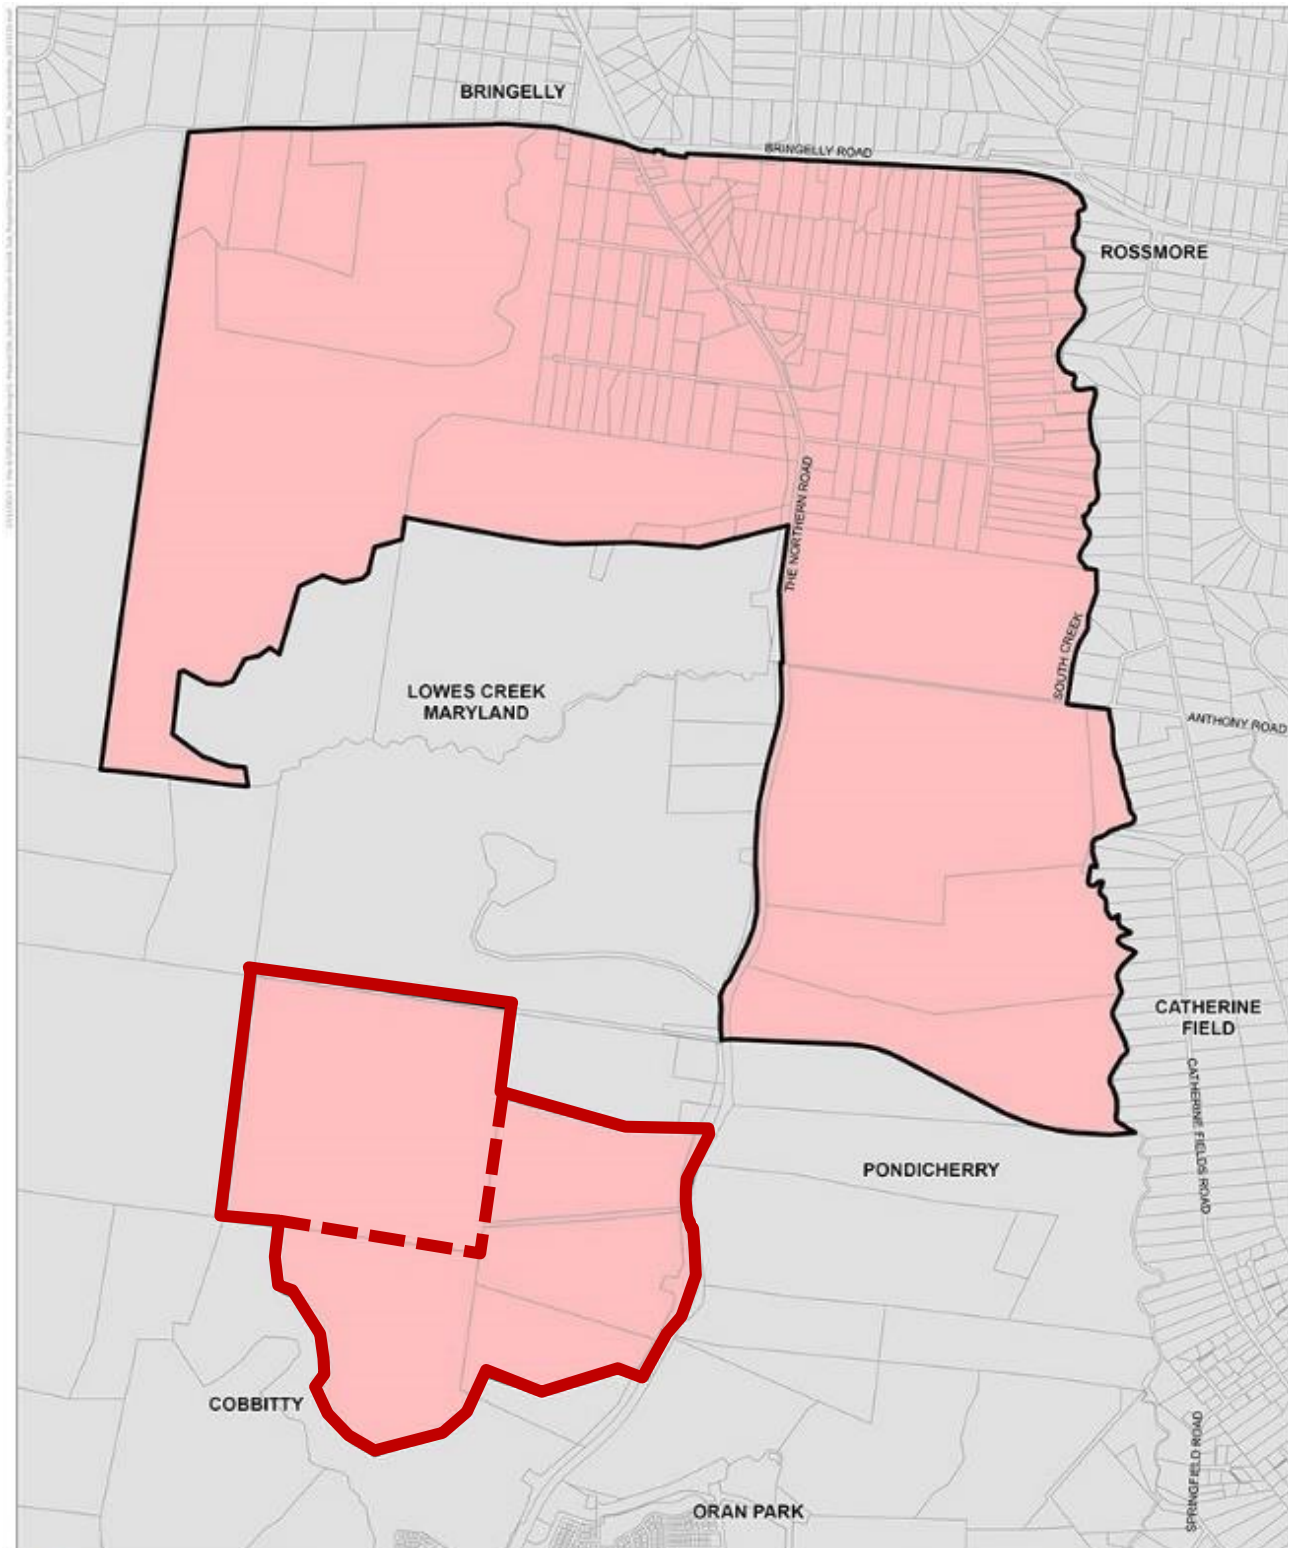 BRINGELLY
BRINGELLY ROAD
ROSSMORE
THE NORTHERN ROAD
SOUTH CREEK
LOWES CREEK
MARYLAND
ANTHONY ROAD
CATHERINE
FIELD
CATHERINE FIELDS ROAD
PONDICHERRY
COBBITTY
SPRINGFIELD ROAD
ORAN PARK